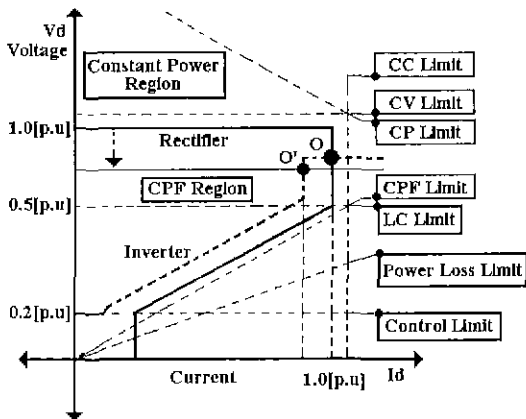 Vd
Voltage
Constant Power
Region
CC Limit
CV Limit
CP Limit
1.0[p.u]
Rectifier
O
O'
CPF Region
CPF Limit
0.5[p.u]
LC Limit
Inverter
Power Loss Limit
0.2[p.u]
Control Limit
Current
1.0[p.u]
Id